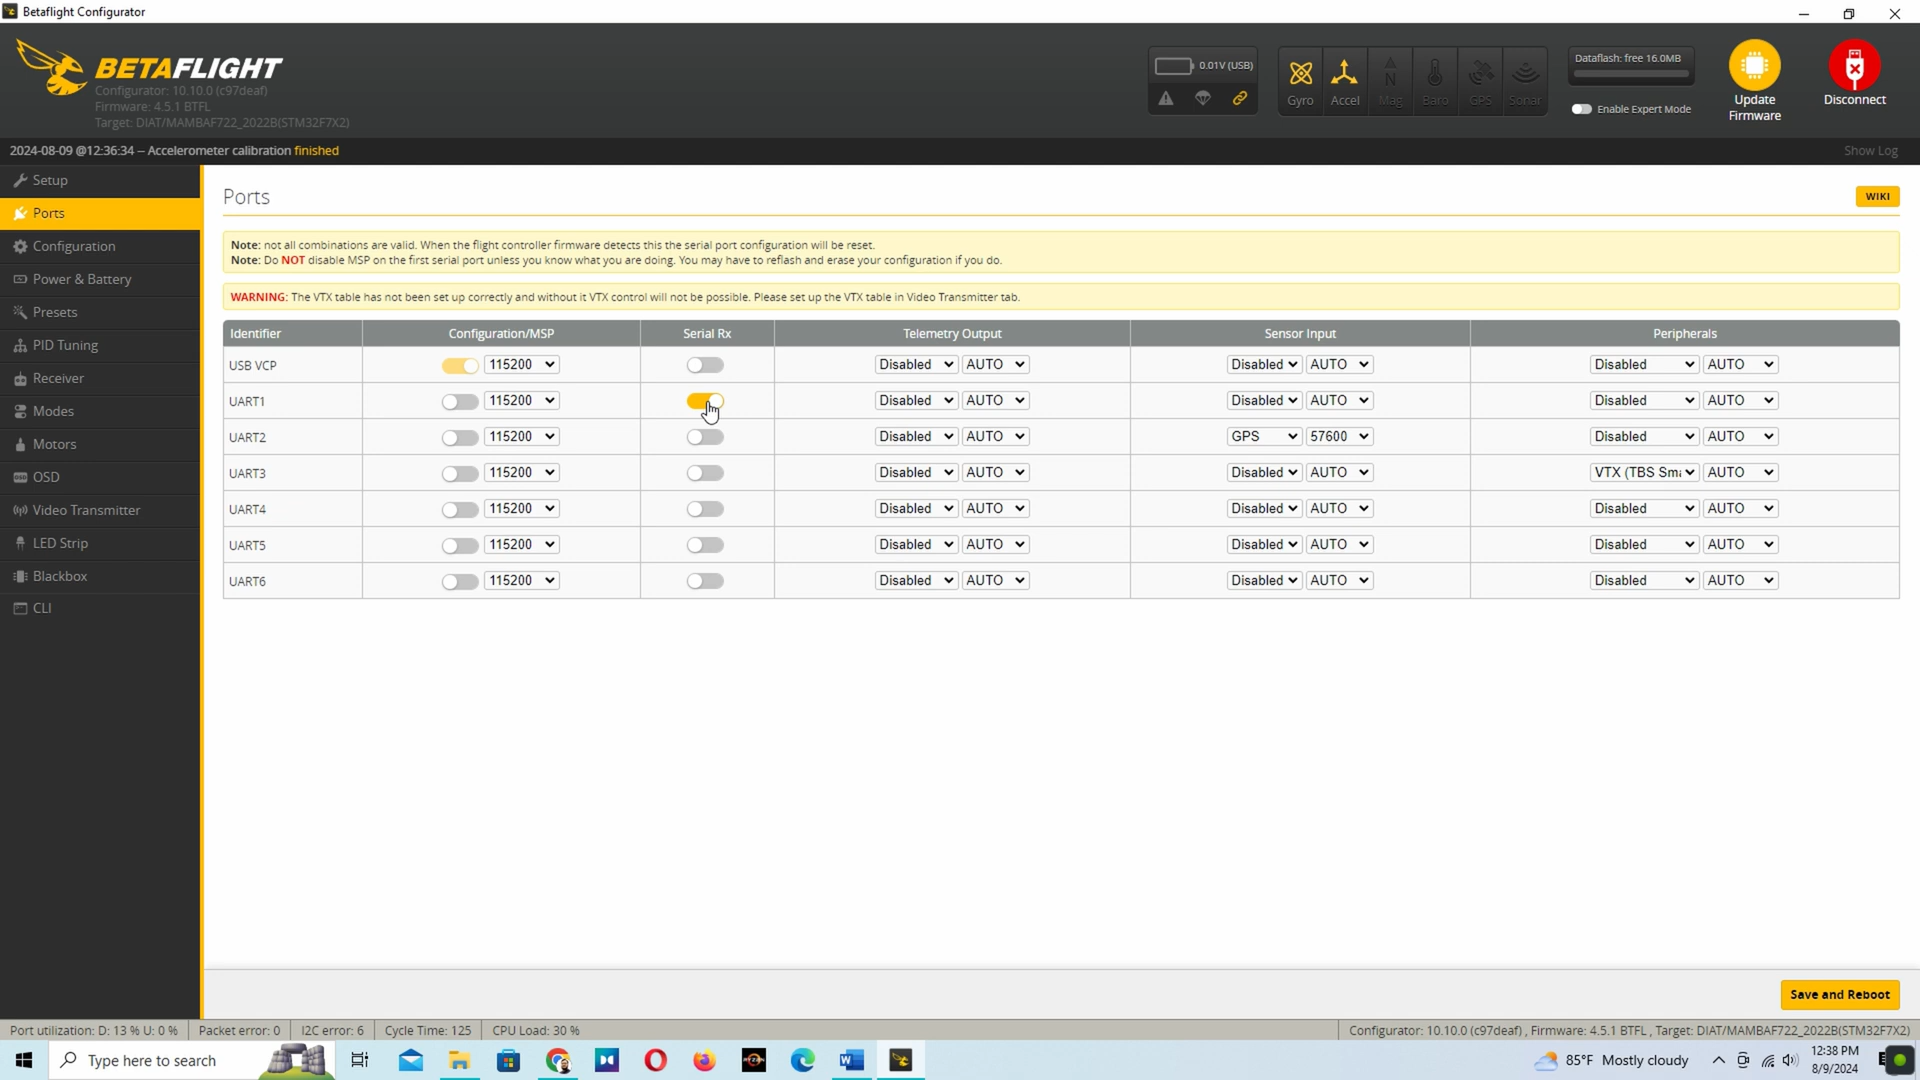 Betaflight Configurator
BETAFLIGHT
Configurator: 10.10.0 (c97deaf)
Firmware: 4.5.1 BTFL
Target: DIAT/MAMBAF722_2022B(STM32F7X2)
0.01V (USB)
Gyro Accel Mag Baro GPS Sonar
Dataflash: free 16.0MB
Enable Expert Mode
Update
Firmware
Disconnect
2024-08-09 @12:36:34 -- Accelerometer calibration finished
Show Log
Setup
Ports
Configuration
Power & Battery
Presets
PID Tuning
Receiver
Modes
Motors
OSD
Video Transmitter
LED Strip
Blackbox
CLI
Ports
WIKI
Note: not all combinations are valid. When the flight controller firmware detects this the serial port configuration will be reset.
Note: Do NOT disable MSP on the first serial port unless you know what you are doing. You may have to reflash and erase your configuration if you do.
WARNING: The VTX table has not been set up correctly and without it VTX control will not be possible. Please set up the VTX table in Video Transmitter tab.
Identifier Configuration/MSP Serial Rx Telemetry Output Sensor Input Peripherals
USB VCP 115200 Disabled AUTO Disabled AUTO Disabled AUTO
UART1 115200 Disabled AUTO Disabled AUTO Disabled AUTO
UART2 115200 Disabled AUTO GPS 57600 Disabled AUTO
UART3 115200 Disabled AUTO Disabled AUTO VTX (TBS Sma AUTO
UART4 115200 Disabled AUTO Disabled AUTO Disabled AUTO
UART5 115200 Disabled AUTO Disabled AUTO Disabled AUTO
UART6 115200 Disabled AUTO Disabled AUTO Disabled AUTO
Save and Reboot
Port utilization: D: 13 % U: 0 % Packet error: 0 I2C error: 6 Cycle Time: 125 CPU Load: 30 % Configurator: 10.10.0 (c97deaf) , Firmware: 4.5.1 BTFL , Target: DIAT/MAMBAF722_2022B(STM32F7X2)
Type here to search
85°F Mostly cloudy
12:38 PM
8/9/2024